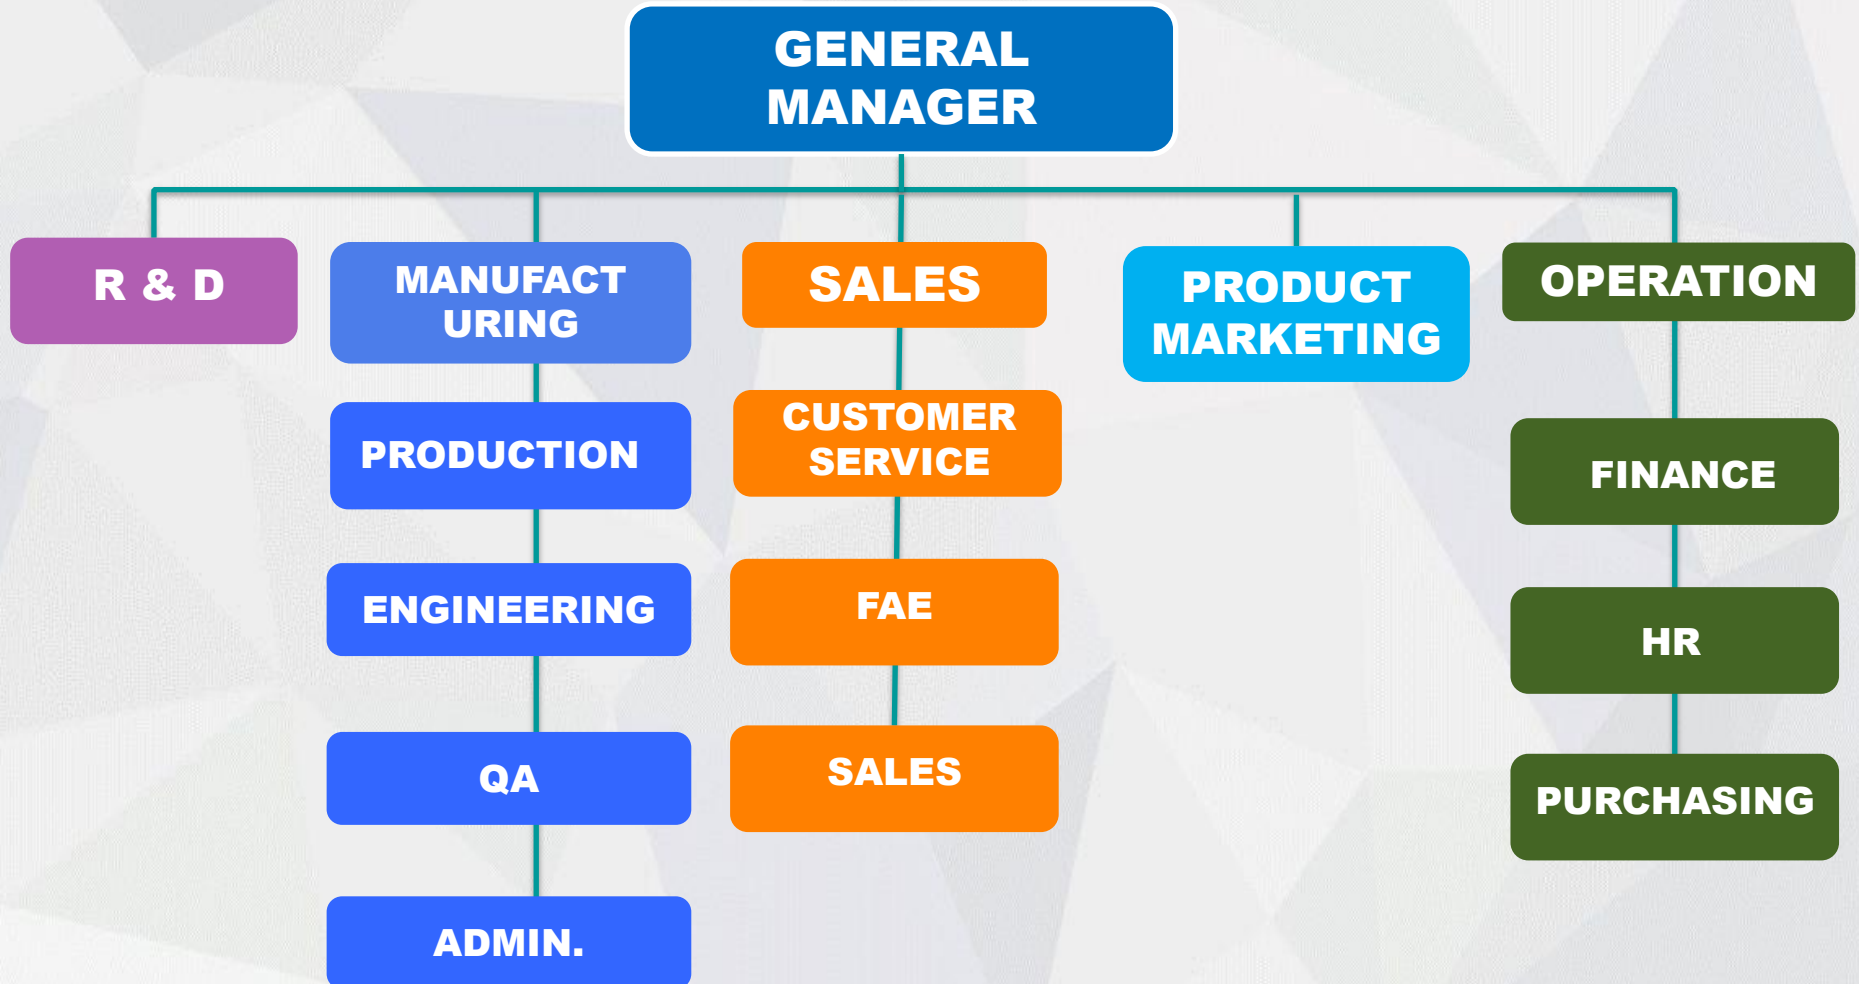 GENERAL
MANAGER
R & D
MANUFACT
URING
SALES
PRODUCT
MARKETING
OPERATION
PRODUCTION
CUSTOMER
SERVICE
FINANCE
ENGINEERING
FAE
HR
QA
SALES
PURCHASING
ADMIN.